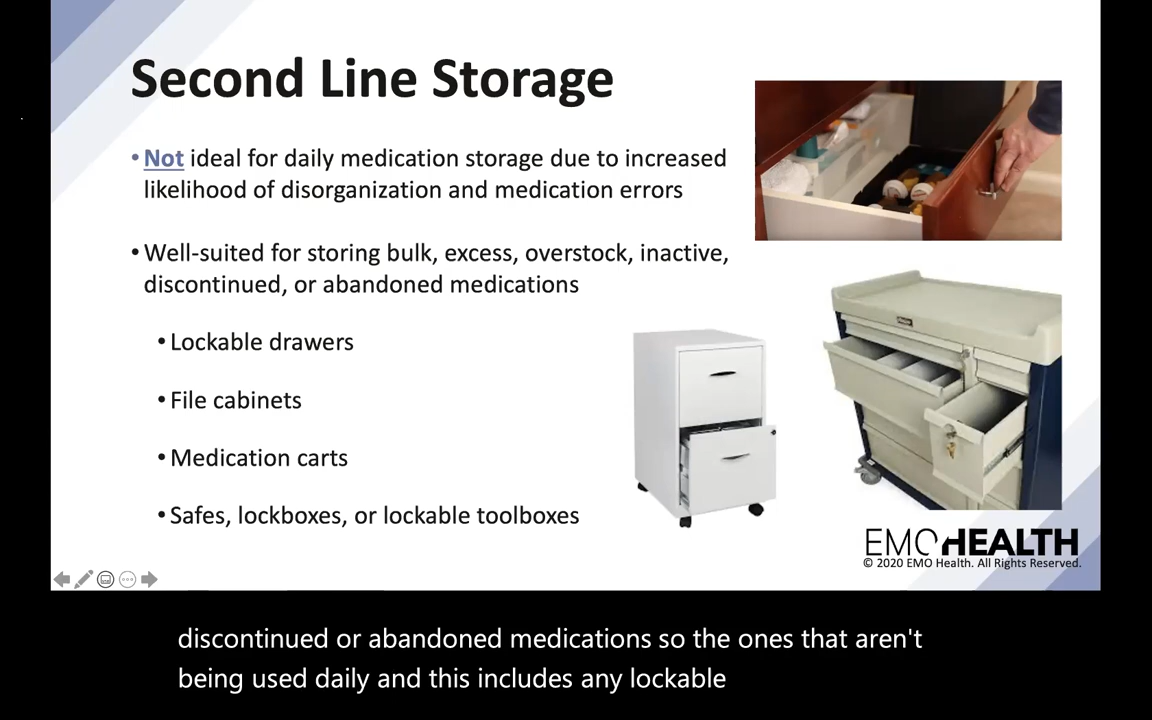 Second Line Storage
• Not ideal for daily medication storage due to increased
likelihood of disorganization and medication errors
• Well-suited for storing bulk, excess, overstock, inactive,
discontinued, or abandoned medications
• Lockable drawers
• File cabinets
• Medication carts
• Safes, lockboxes, or lockable toolboxes
EMO HEALTH
© 2020 EMO Health. All Rights Reserved.
discontinued or abandoned medications so the ones that aren't
being used daily and this includes any lockable